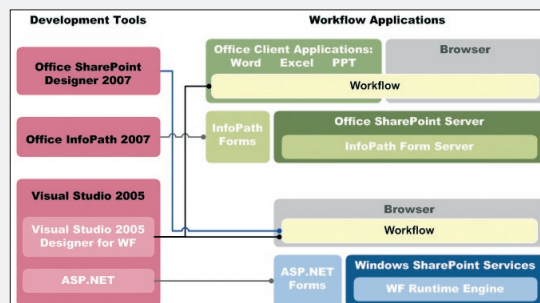 Development Tools
Workflow Applications
Office SharePoint
Designer 2007
Office Client Applications:
Word Excel PPT
Browser
Workflow
Office InfoPath 2007
InfoPath
Forms
Office SharePoint Server
InfoPath Form Server
Visual Studio 2005
Visual Studio 2005
Designer for WF
ASP.NET
Browser
Workflow
ASP.NET
Forms
Windows SharePoint Services
WF Runtime Engine